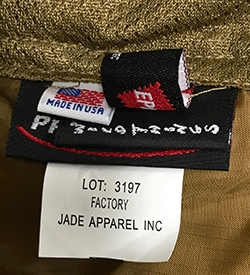 MADE IN USA
EP
LOT: 3197
FACTORY
JADE APPAREL INC